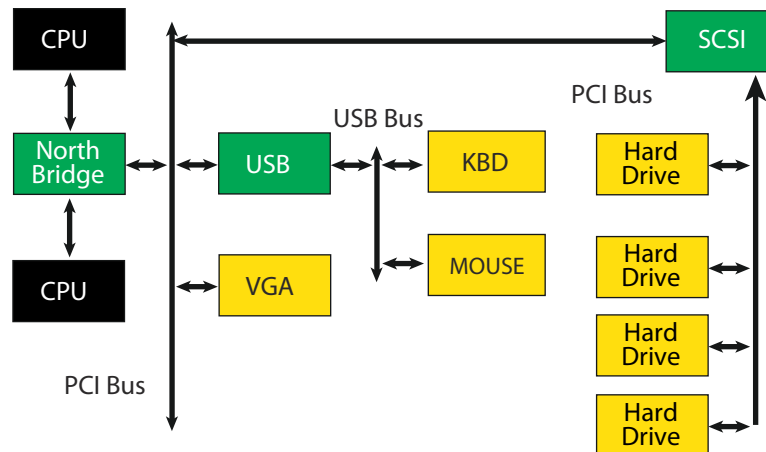 CPU
SCSI
PCI Bus
USB Bus
North
Bridge
USB
KBD
Hard
Drive
CPU
VGA
MOUSE
Hard
Drive
Hard
Drive
PCI Bus
Hard
Drive